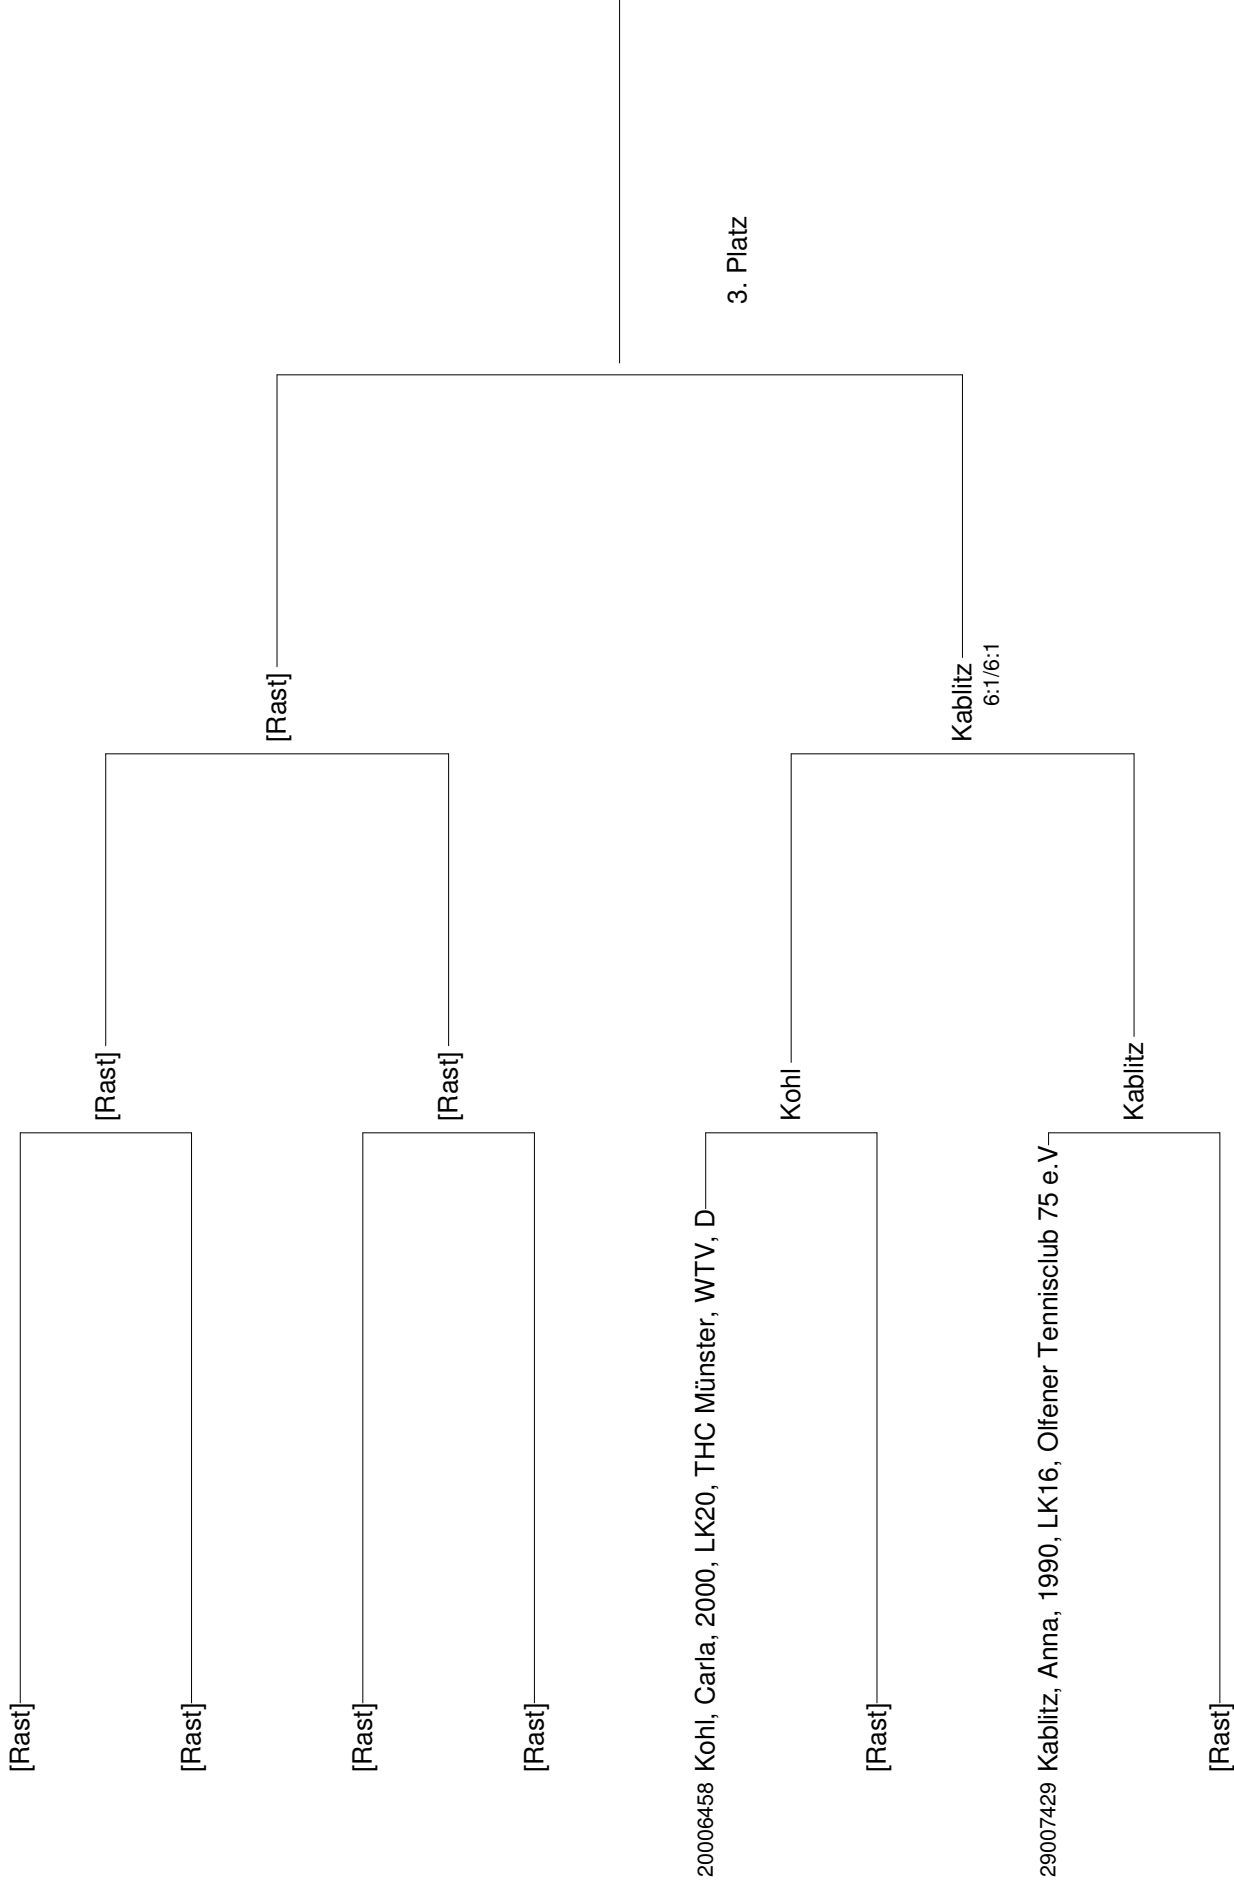 [Rast]
[Rast]
[Rast]
[Rast]
20006458 Kohl, Carla, 2000, LK20, THC Münster, WTV, D
[Rast]
29007429 Kablitz, Anna, 1990, LK16, Olfener Tennisclub 75 e.V
[Rast]
[Rast]
[Rast]
Kohl
Kablitz
[Rast]
Kablitz
6:1/6:1
3. Platz